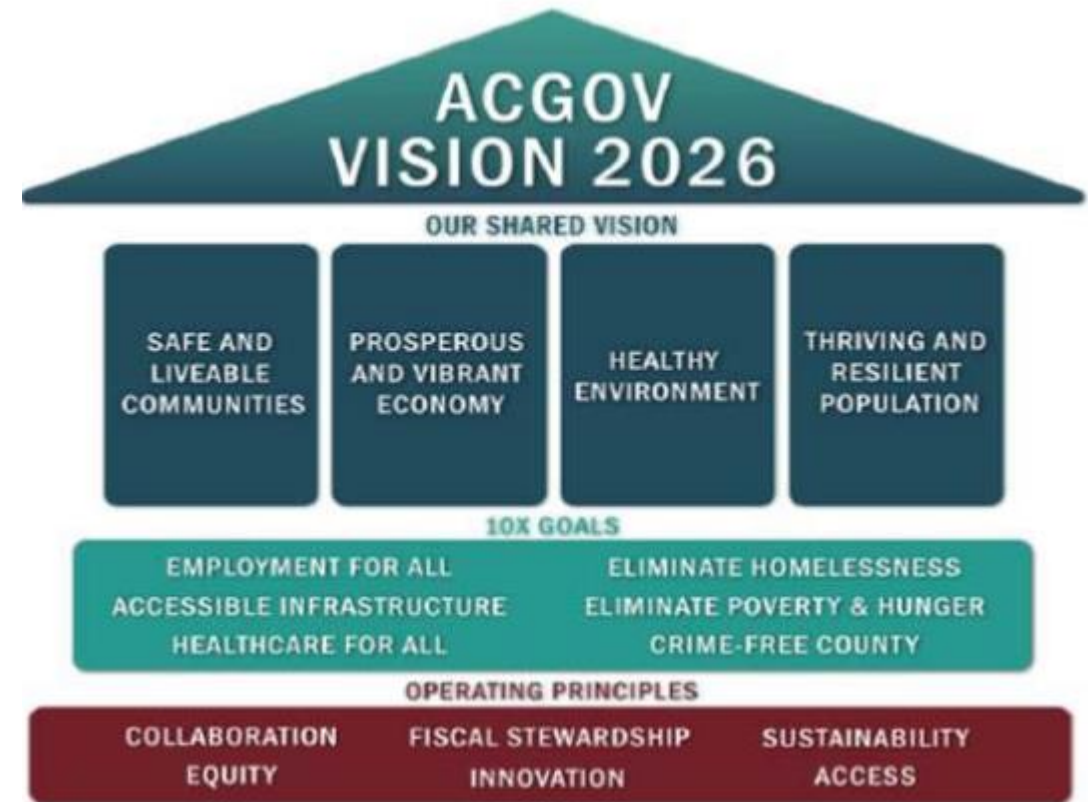 ACGOV
VISION 2026
OUR SHARED VISION
SAFE AND
LIVEABLE
COMMUNITIES
PROSPEROUS
AND VIBRANT
ECONOMY
HEALTHY
ENVIRONMENT
THRIVING AND
RESILIENT
POPULATION
10X GOALS
EMPLOYMENT FOR ALL
ACCESSIBLE INFRASTRUCTURE
HEALTHCARE FOR ALL
ELIMINATE HOMELESSNESS
ELIMINATE POVERTY & HUNGER
CRIME-FREE COUNTY
OPERATING PRINCIPLES
COLLABORATION
EQUITY
FISCAL STEWARDSHIP
INNOVATION
SUSTAINABILITY
ACCESS